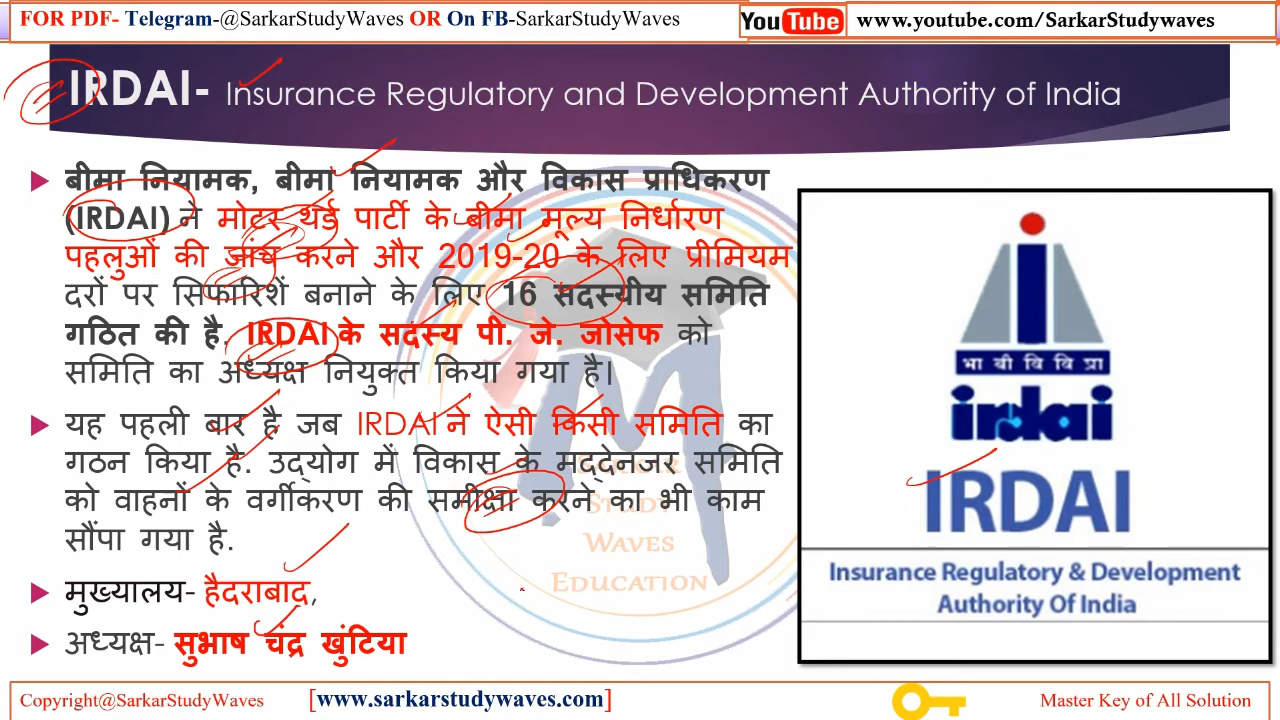 FOR PDF- Telegram-@SarkarStudyWaves OR On FB-SarkarStudyWaves
YouTube www.youtube.com/SarkarStudywaves
IRDAI- Insurance Regulatory and Development Authority of India
बीमा नियामक, बीमा नियामक और विकास प्राधिकरण
(IRDAI) ने मोटर थर्ड पार्टी के बीमा मूल्य निर्धारण
पहलुओं की जांच करने और 2019-20 के लिए प्रीमियम
दरों पर सिफारिशें बनाने के लिए 16 सदस्यीय समिति
गठित की है. IRDAI के सदस्य पी. जे. जोसेफ को
समिति का अध्यक्ष नियुक्त किया गया है।
यह पहली बार है जब IRDAI ने ऐसी किसी समिति का
गठन किया है. उद्योग में विकास के मद्देनजर समिति
को वाहनों के वर्गीकरण की समीक्षा करने का भी काम
सौंपा गया है.
मुख्यालय- हैदराबाद,
अध्यक्ष- सुभाष चंद्र खुंटिया
भा बी वि वि प्रा
irdai
IRDAI
Insurance Regulatory & Development
Authority Of India
SARKAR
STUDY
WAVES
EDUCATION
Copyright@SarkarStudyWaves
[www.sarkarstudywaves.com]
Master Key of All Solution